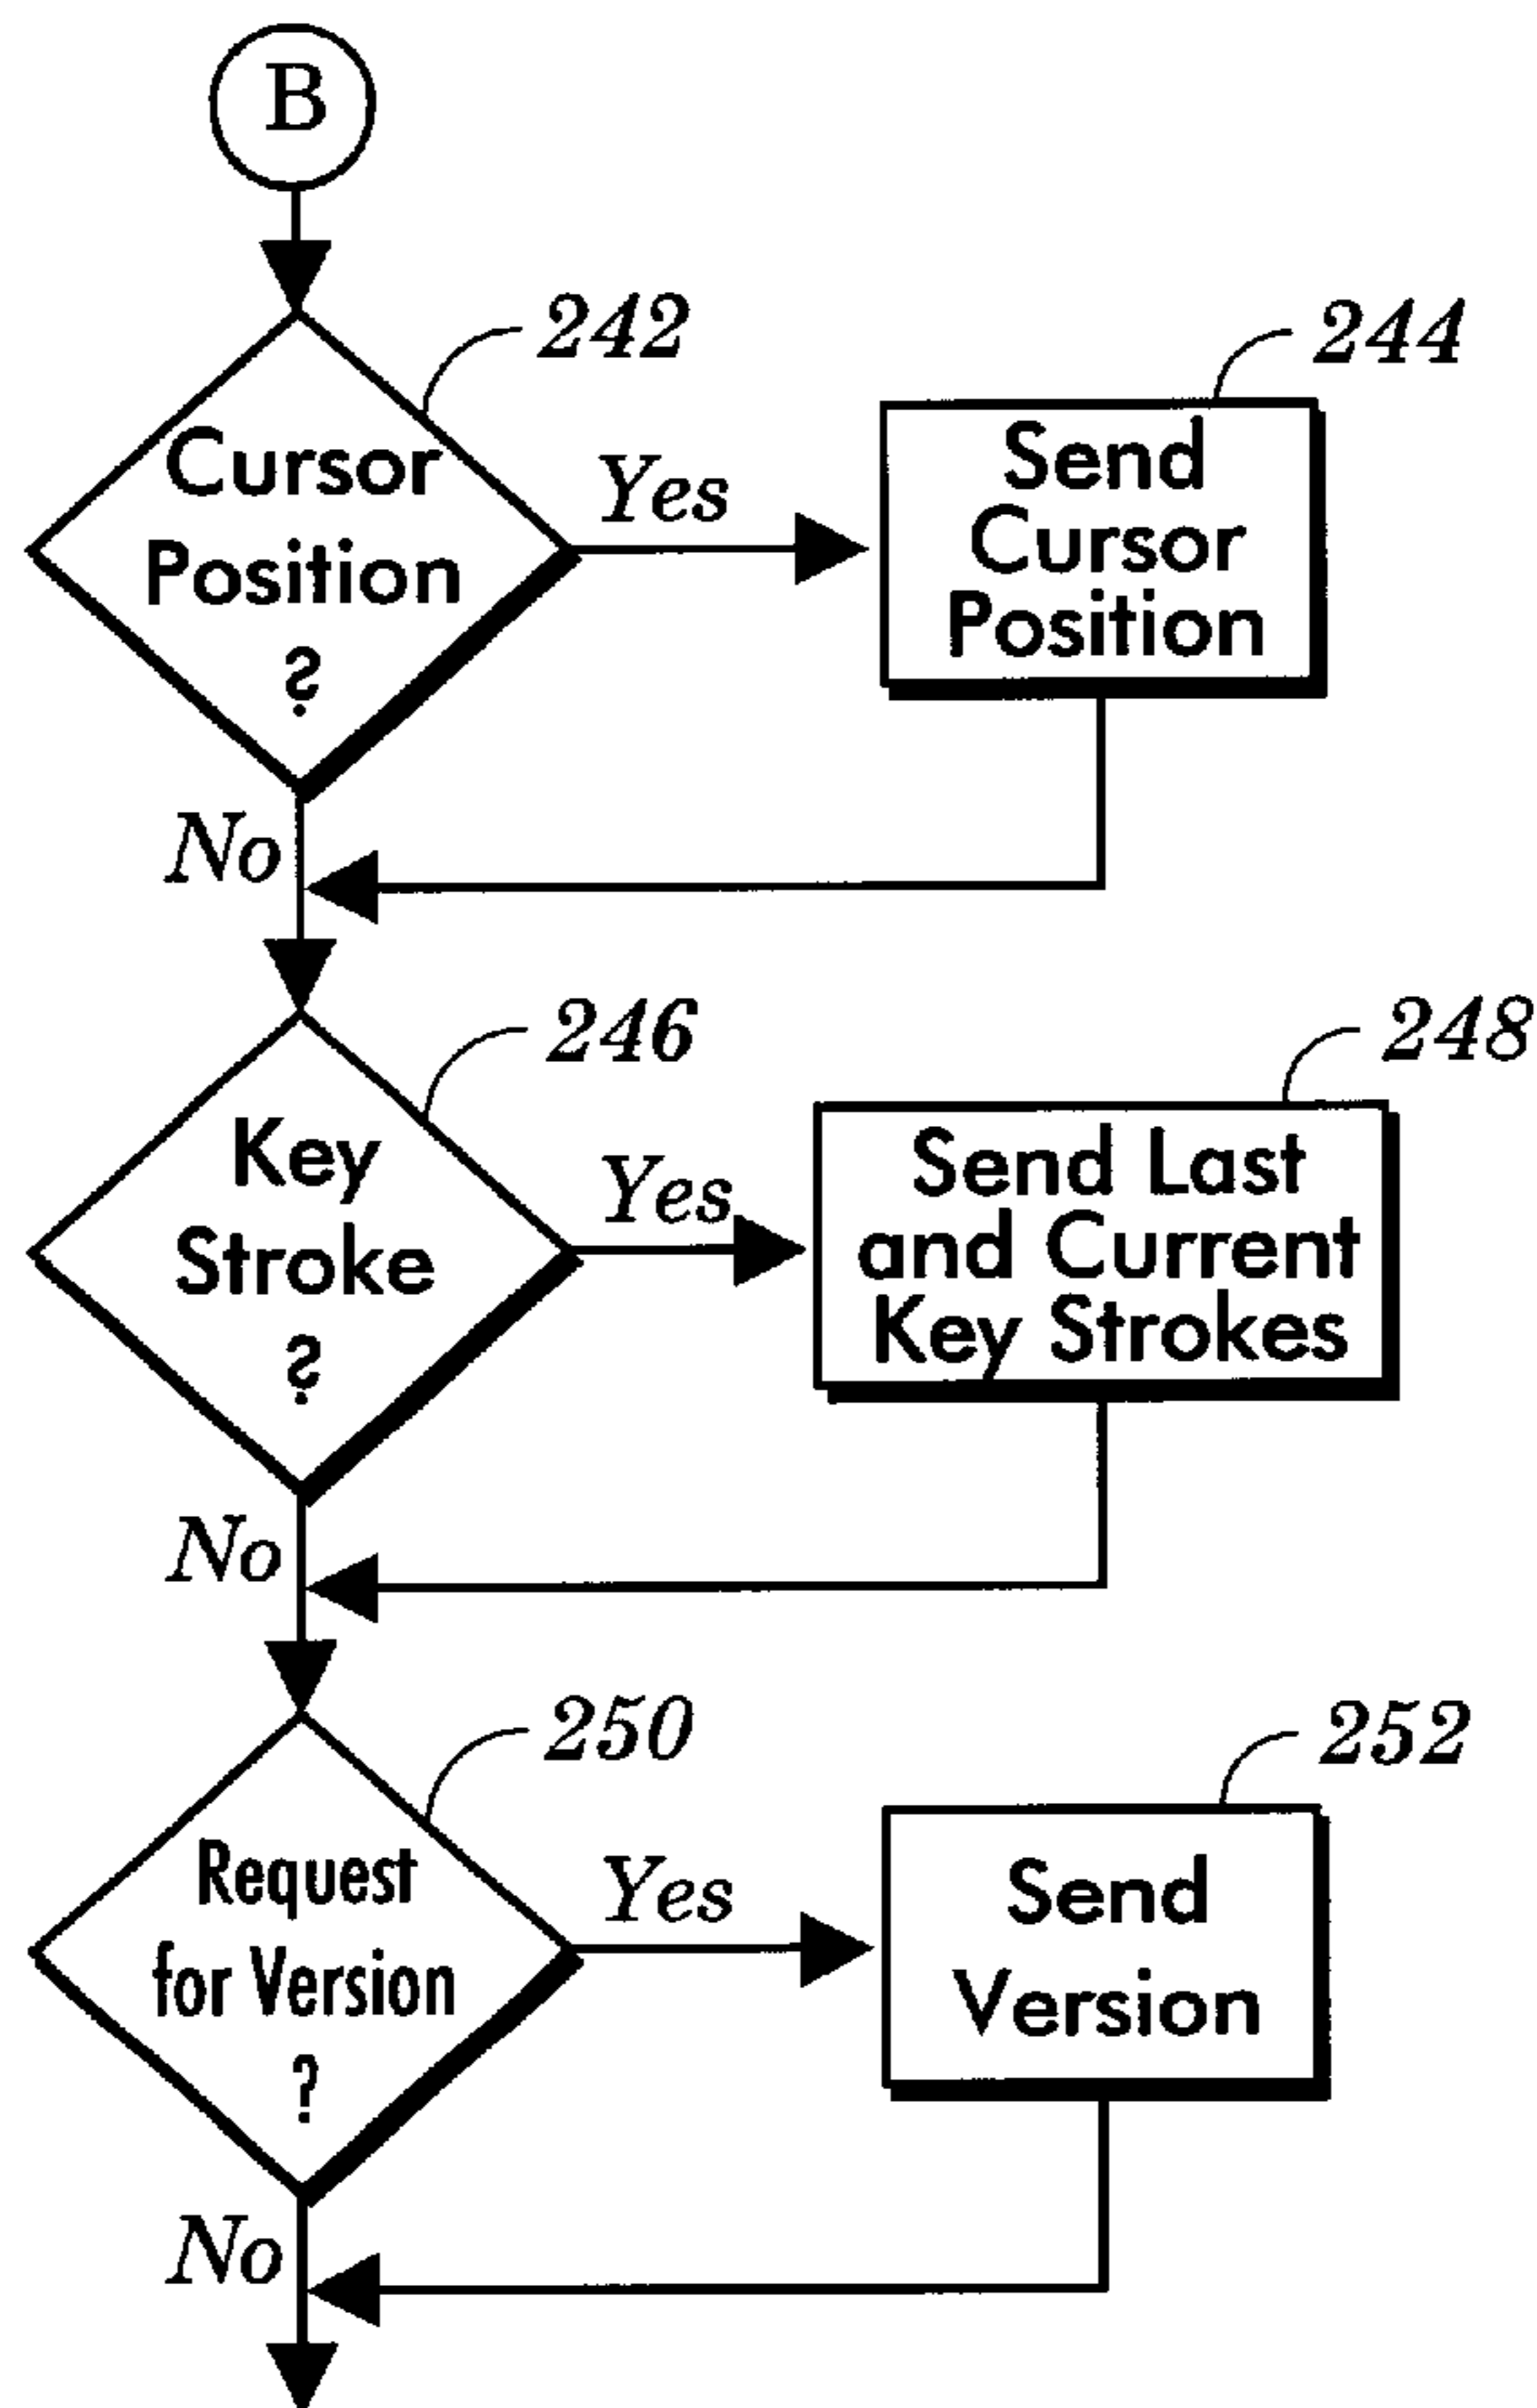 B
242
Cursor
Position
?
Yes
244
Send
Cursor
Position
No
246
Key
Stroke
?
Yes
248
Send Last
and Current
Key Strokes
No
250
Request
for Version
?
Yes
252
Send
Version
No